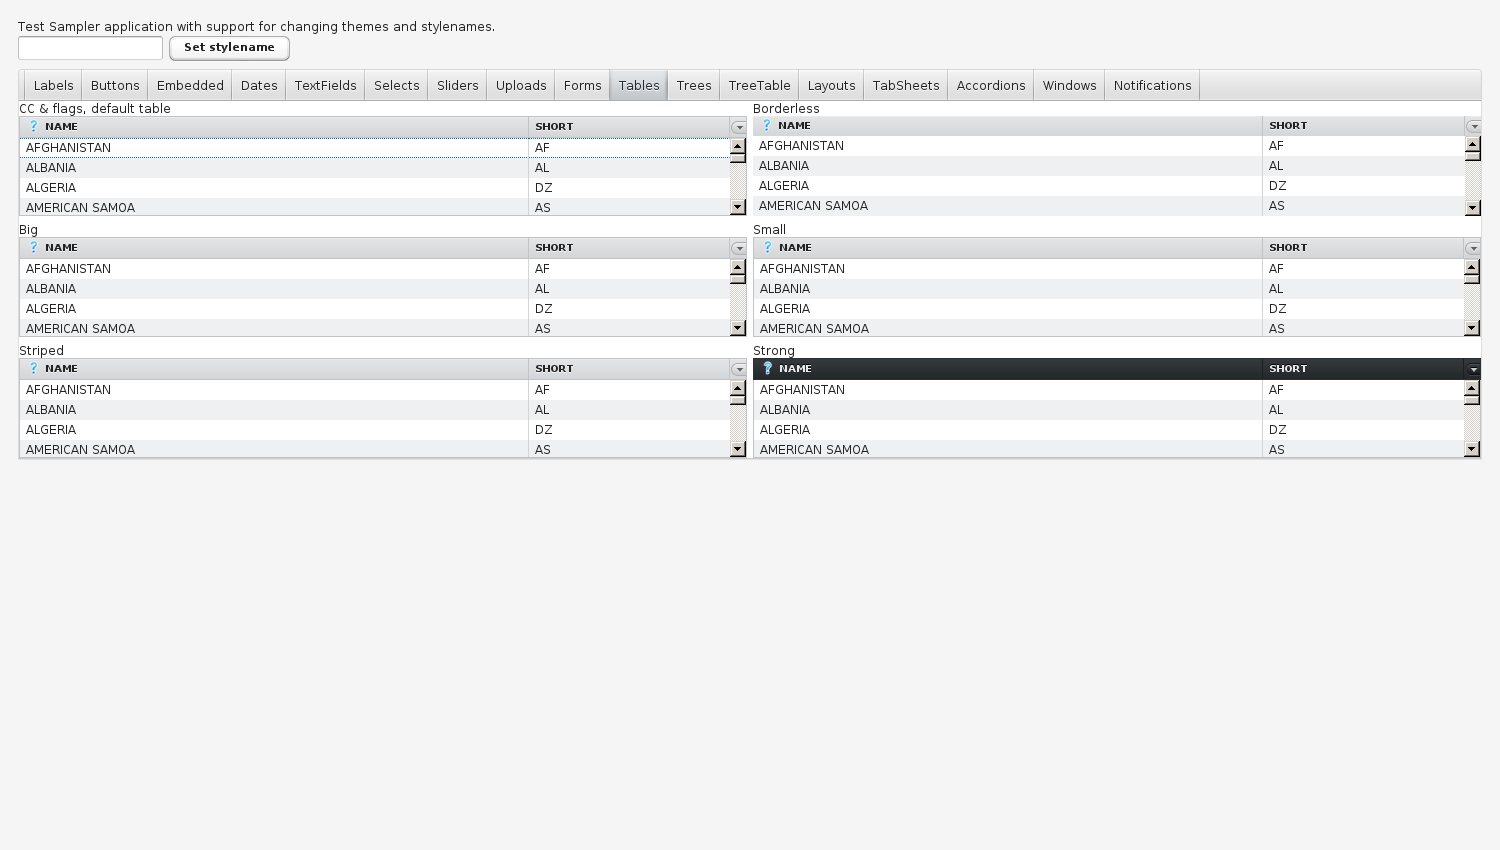 Test Sampler application with support for changing themes and stylenames.
Set stylename
Labels Buttons Embedded Dates TextFields Selects Sliders Uploads Forms Tables Trees TreeTable Layouts TabSheets Accordions Windows Notifications
CC & flags, default table
? NAME SHORT
AFGHANISTAN AF
ALBANIA AL
ALGERIA DZ
AMERICAN SAMOA AS
Borderless
? NAME SHORT
AFGHANISTAN AF
ALBANIA AL
ALGERIA DZ
AMERICAN SAMOA AS
Big
? NAME SHORT
AFGHANISTAN AF
ALBANIA AL
ALGERIA DZ
AMERICAN SAMOA AS
Small
? NAME SHORT
AFGHANISTAN AF
ALBANIA AL
ALGERIA DZ
AMERICAN SAMOA AS
Striped
? NAME SHORT
AFGHANISTAN AF
ALBANIA AL
ALGERIA DZ
AMERICAN SAMOA AS
Strong
? NAME SHORT
AFGHANISTAN AF
ALBANIA AL
ALGERIA DZ
AMERICAN SAMOA AS